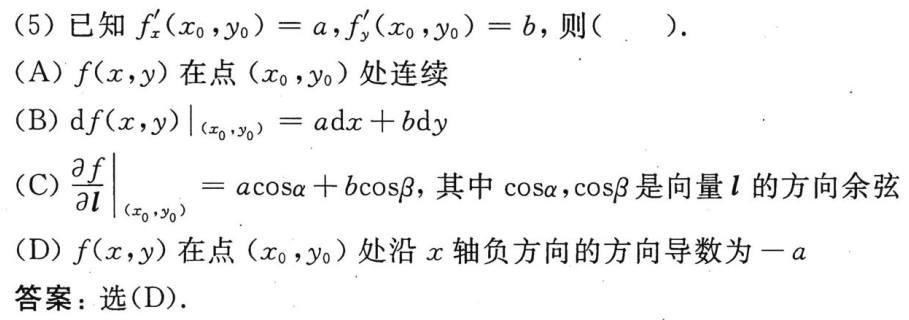 (5) 已知 f′ₓ(x₀,y₀) = a,f′ᵧ(x₀,y₀) = b, 则(  ).
(A) f(x,y) 在点 (x₀,y₀) 处连续
(B) df(x,y)|₍ₓ₀,ᵧ₀₎ = adx + bdy
(C) ∂f/∂l|₍ₓ₀,ᵧ₀₎ = acosα + bcosβ, 其中 cosα,cosβ 是向量 l 的方向余弦
(D) f(x,y) 在点 (x₀,y₀) 处沿 x 轴负方向的方向导数为 −a
答案: 选(D).